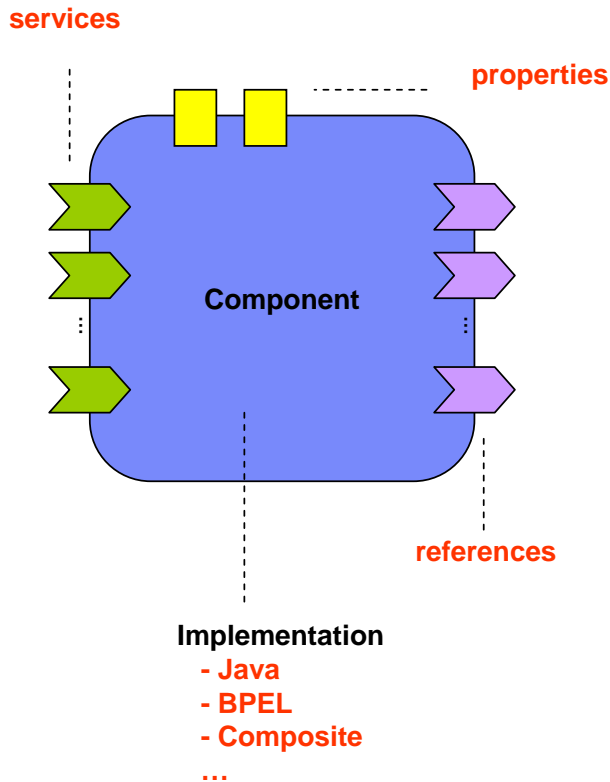 services
properties
Component
...
...
references
Implementation
- Java
- BPEL
- Composite
...